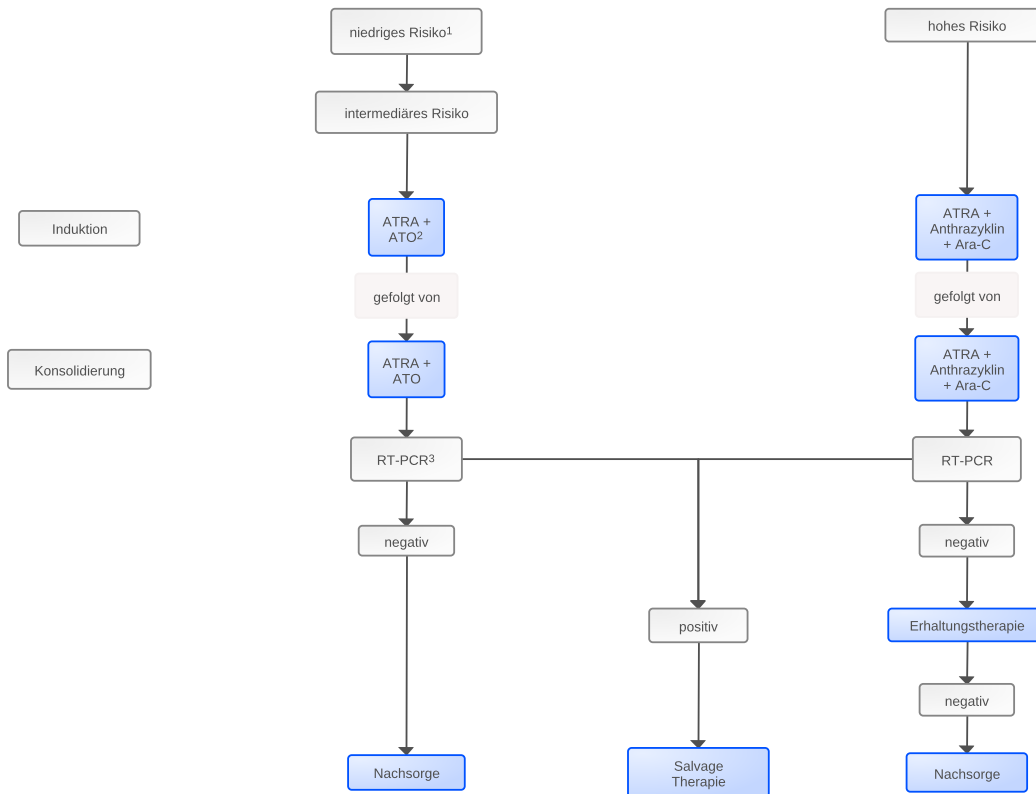 niedriges Risiko¹
hohes Risiko
intermediäres Risiko
Induktion
ATRA +
ATO²
ATRA +
Anthrazyklin
+ Ara-C
gefolgt von
gefolgt von
Konsolidierung
ATRA +
ATO
ATRA +
Anthrazyklin
+ Ara-C
RT-PCR³
RT-PCR
negativ
negativ
positiv
Erhaltungstherapie
negativ
Nachsorge
Salvage
Therapie
Nachsorge